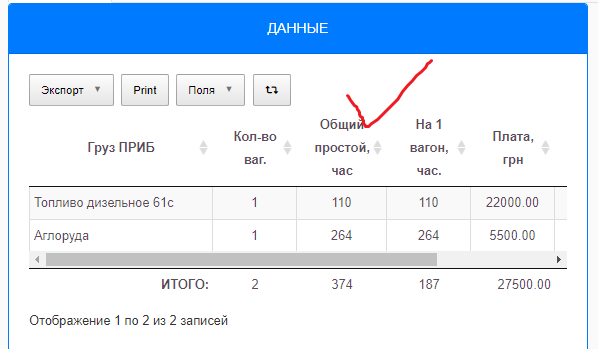 ДАННЫЕ
Экспорт Print Поля
Груз ПРИБ Кол-во ваг. Общий простой, час На 1 вагон, час. Плата, грн
Топливо дизельное 61с 1 110 110 22000.00
Аглоруда 1 264 264 5500.00
ИТОГО: 2 374 187 27500.00
Отображение 1 по 2 из 2 записей